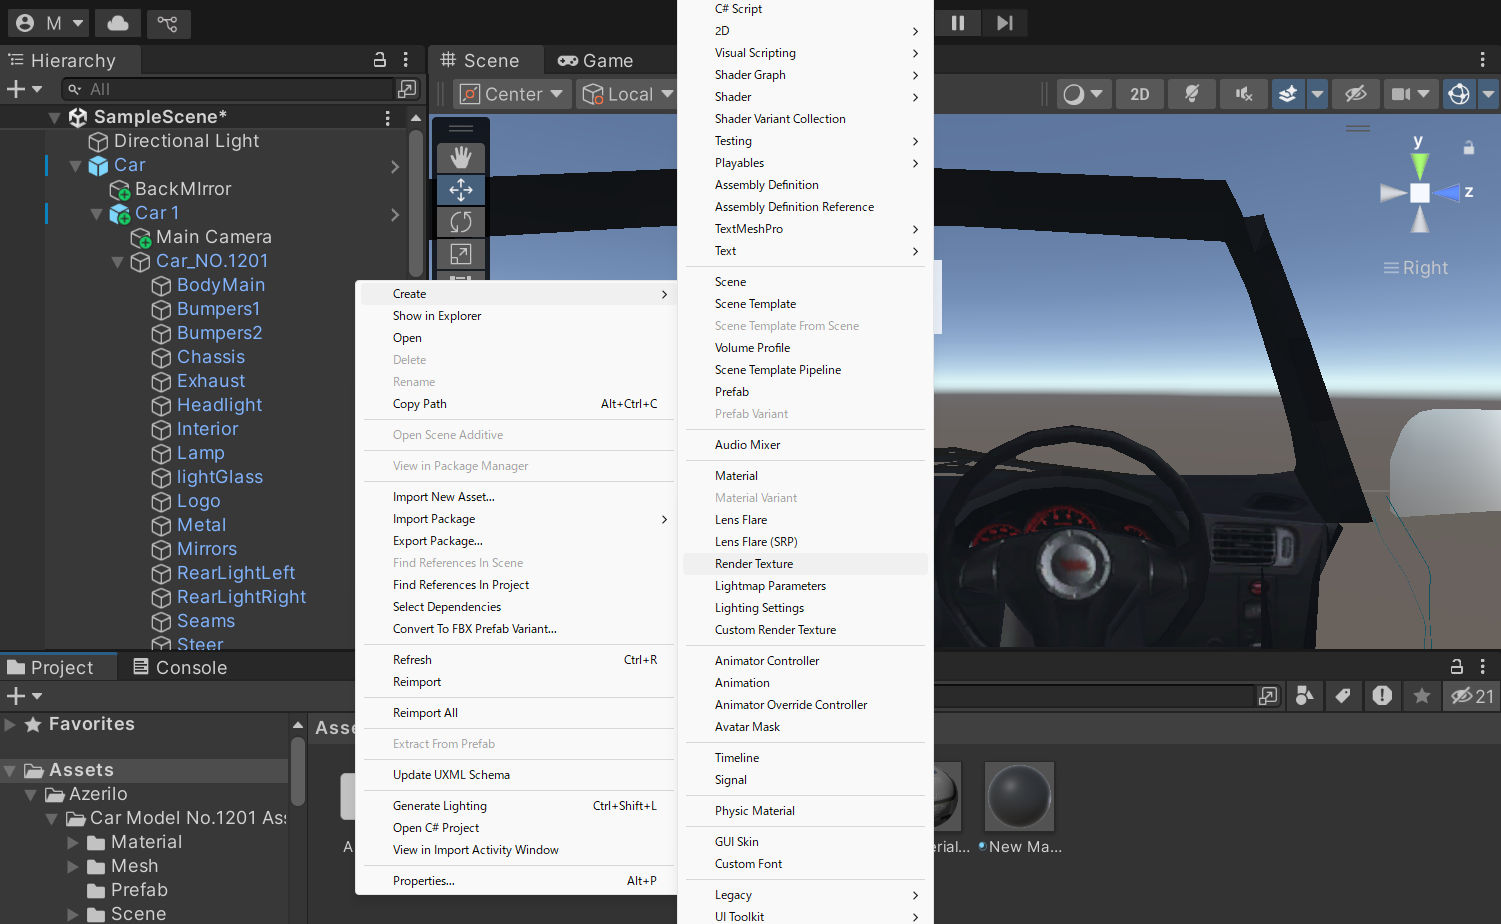 M
Hierarchy
All
SampleScene*
Directional Light
Car
BackMIrror
Car 1
Main Camera
Car_NO.1201
BodyMain
Bumpers1
Bumpers2
Chassis
Exhaust
Headlight
Interior
Lamp
lightGlass
Logo
Metal
Mirrors
RearLightLeft
RearLightRight
Seams
Steer
Scene
Game
Center
Local
2D
y
z
Right
Create
Show in Explorer
Open
Delete
Rename
Copy Path Alt+Ctrl+C
Open Scene Additive
View in Package Manager
Import New Asset...
Import Package
Export Package...
Find References In Scene
Find References In Project
Select Dependencies
Convert To FBX Prefab Variant...
Refresh Ctrl+R
Reimport
Reimport All
Extract From Prefab
Update UXML Schema
Generate Lighting Ctrl+Shift+L
Open C# Project
View in Import Activity Window
Properties... Alt+P
C# Script
2D
Visual Scripting
Shader Graph
Shader
Shader Variant Collection
Testing
Playables
Assembly Definition
Assembly Definition Reference
TextMeshPro
Text
Scene
Scene Template
Scene Template From Scene
Volume Profile
Scene Template Pipeline
Prefab
Prefab Variant
Audio Mixer
Material
Material Variant
Lens Flare
Lens Flare (SRP)
Render Texture
Lightmap Parameters
Lighting Settings
Custom Render Texture
Animator Controller
Animation
Animator Override Controller
Avatar Mask
Timeline
Signal
Physic Material
GUI Skin
Custom Font
Legacy
UI Toolkit
Project
Console
21
Favorites
Assets
Azerilo
Car Model No.1201 Ass
Material
Mesh
Prefab
Scene
Asse
A
erial...
New Ma...